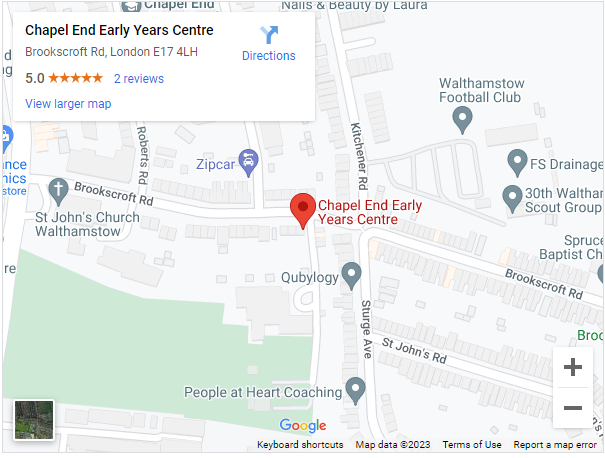 Chapel End
Nails & Beauty by Laura
Chapel End Early Years Centre
Brookscroft Rd, London E17 4LH
5.0
2 reviews
View larger map
Directions
Walthamstow
Football Club
Kitchener Rd
Roberts Rd
Zipcar
FS Drainage
ance
onics
store
Brookscroft Rd
St John's Church
Walthamstow
Chapel End Early
Years Centre
30th Waltham
Scout Group
Spruce
Baptist Ch
re
Qubylogy
Brookscroft Rd
Sturge Ave
St John's Rd
Broo
People at Heart Coaching
Google
Keyboard shortcuts
Map data ©2023
Terms of Use
Report a map error